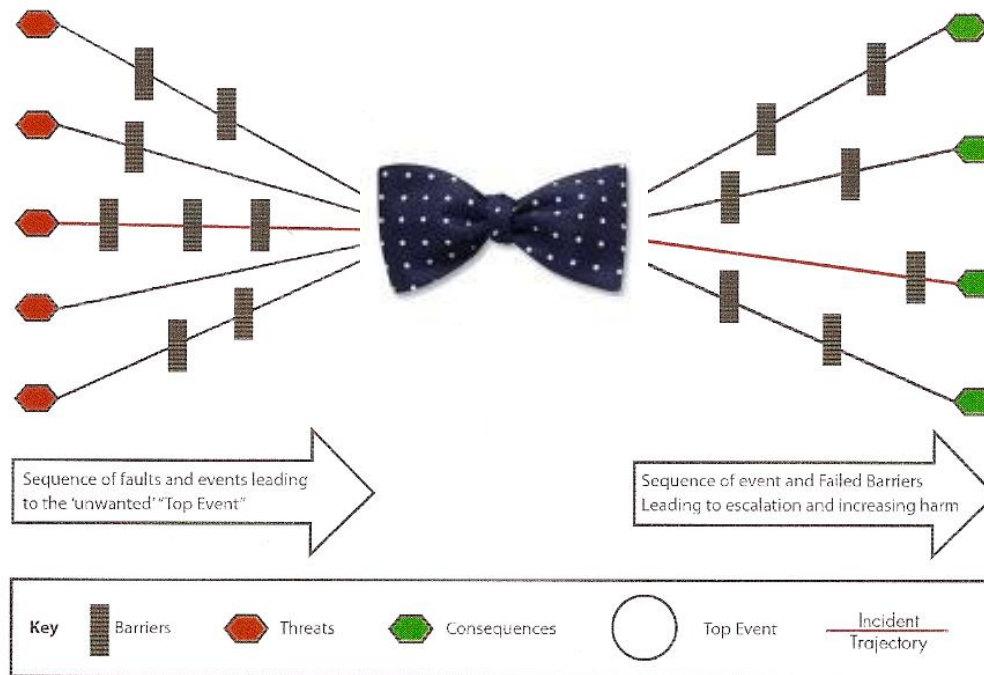 Sequence of faults and events leading
to the ‘unwanted’ “Top Event”
Sequence of event and Failed Barriers
Leading to escalation and increasing harm
Key
Barriers
Threats
Consequences
Top Event
Incident
Trajectory